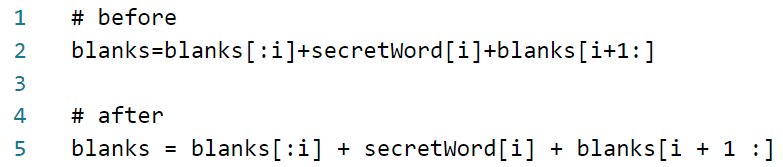 1 # before
2 blanks=blanks[:i]+secretWord[i]+blanks[i+1:]
3
4 # after
5 blanks = blanks[:i] + secretWord[i] + blanks[i + 1 :]